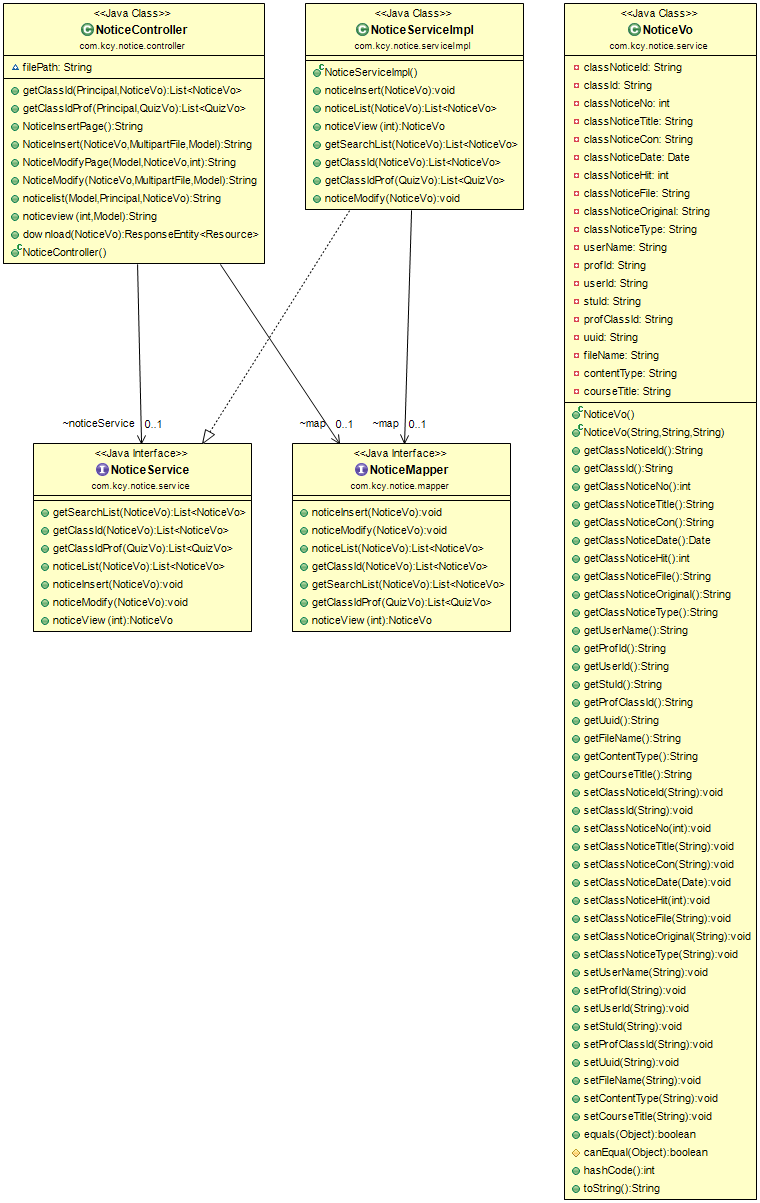 <<Java Class>>
NoticeController
com.kcy.notice.controller
filePath: String
getClassId(Principal,NoticeVo):List<NoticeVo>
getClassIdProf(Principal,QuizVo):List<QuizVo>
NoticeInsertPage():String
NoticeInsert(NoticeVo,MultipartFile,Model):String
NoticeModifyPage(Model,NoticeVo,int):String
NoticeModify(NoticeVo,MultipartFile,Model):String
noticelist(Model,Principal,NoticeVo):String
noticeview(int,Model):String
download(NoticeVo):ResponseEntity<Resource>
NoticeController()
<<Java Class>>
NoticeServiceImpl
com.kcy.notice.serviceImpl
NoticeServiceImpl()
noticeInsert(NoticeVo):void
noticeList(NoticeVo):List<NoticeVo>
noticeView(int):NoticeVo
getSearchList(NoticeVo):List<NoticeVo>
getClassId(NoticeVo):List<NoticeVo>
getClassIdProf(QuizVo):List<QuizVo>
noticeModify(NoticeVo):void
~noticeService 0..1
~map 0..1
~map 0..1
<<Java Interface>>
NoticeService
com.kcy.notice.service
getSearchList(NoticeVo):List<NoticeVo>
getClassId(NoticeVo):List<NoticeVo>
getClassIdProf(QuizVo):List<QuizVo>
noticeList(NoticeVo):List<NoticeVo>
noticeInsert(NoticeVo):void
noticeModify(NoticeVo):void
noticeView(int):NoticeVo
<<Java Interface>>
NoticeMapper
com.kcy.notice.mapper
noticeInsert(NoticeVo):void
noticeModify(NoticeVo):void
noticeList(NoticeVo):List<NoticeVo>
getClassId(NoticeVo):List<NoticeVo>
getSearchList(NoticeVo):List<NoticeVo>
getClassIdProf(QuizVo):List<QuizVo>
noticeView(int):NoticeVo
<<Java Class>>
NoticeVo
com.kcy.notice.service
classNoticeId: String
classId: String
classNoticeNo: int
classNoticeTitle: String
classNoticeCon: String
classNoticeDate: Date
classNoticeHit: int
classNoticeFile: String
classNoticeOriginal: String
classNoticeType: String
userName: String
profId: String
userId: String
stuId: String
profClassId: String
uuid: String
fileName: String
contentType: String
courseTitle: String
NoticeVo()
NoticeVo(String,String,String)
getClassNoticeId():String
getClassId():String
getClassNoticeNo():int
getClassNoticeTitle():String
getClassNoticeCon():String
getClassNoticeDate():Date
getClassNoticeHit():int
getClassNoticeFile():String
getClassNoticeOriginal():String
getClassNoticeType():String
getUserName():String
getProfId():String
getUserId():String
getStuId():String
getProfClassId():String
getUuid():String
getFileName():String
getContentType():String
getCourseTitle():String
setClassNoticeId(String):void
setClassId(String):void
setClassNoticeNo(int):void
setClassNoticeTitle(String):void
setClassNoticeCon(String):void
setClassNoticeDate(Date):void
setClassNoticeHit(int):void
setClassNoticeFile(String):void
setClassNoticeOriginal(String):void
setClassNoticeType(String):void
setUserName(String):void
setProfId(String):void
setUserId(String):void
setStuId(String):void
setProfClassId(String):void
setUuid(String):void
setFileName(String):void
setContentType(String):void
setCourseTitle(String):void
equals(Object):boolean
canEqual(Object):boolean
hashCode():int
toString():String